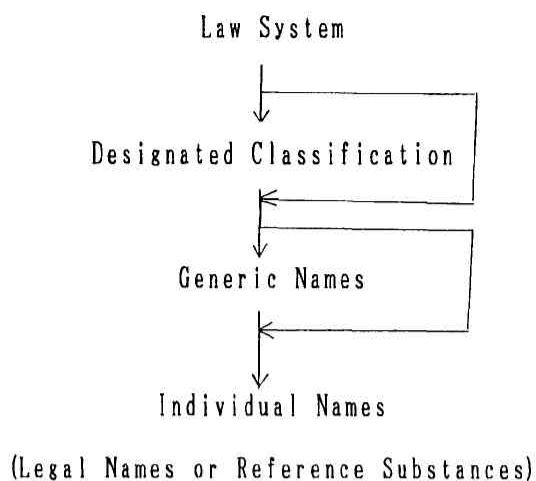 Law System
Designated Classification
Generic Names
Individual Names
(Legal Names or Reference Substances)